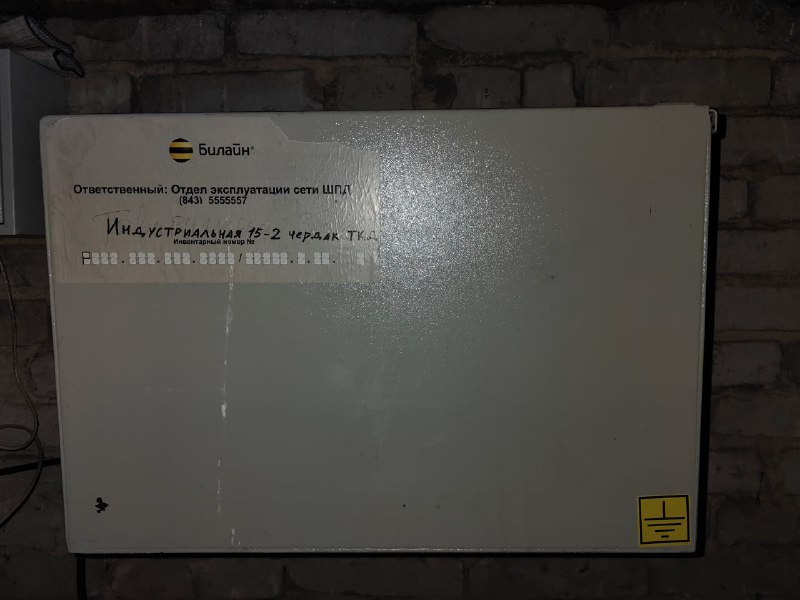 Билайн®
Ответственный: Отдел эксплуатации сети ШПД
(843) 5555557
Индустриальная 15-2 чердак ТКД
Инвентарный номер №